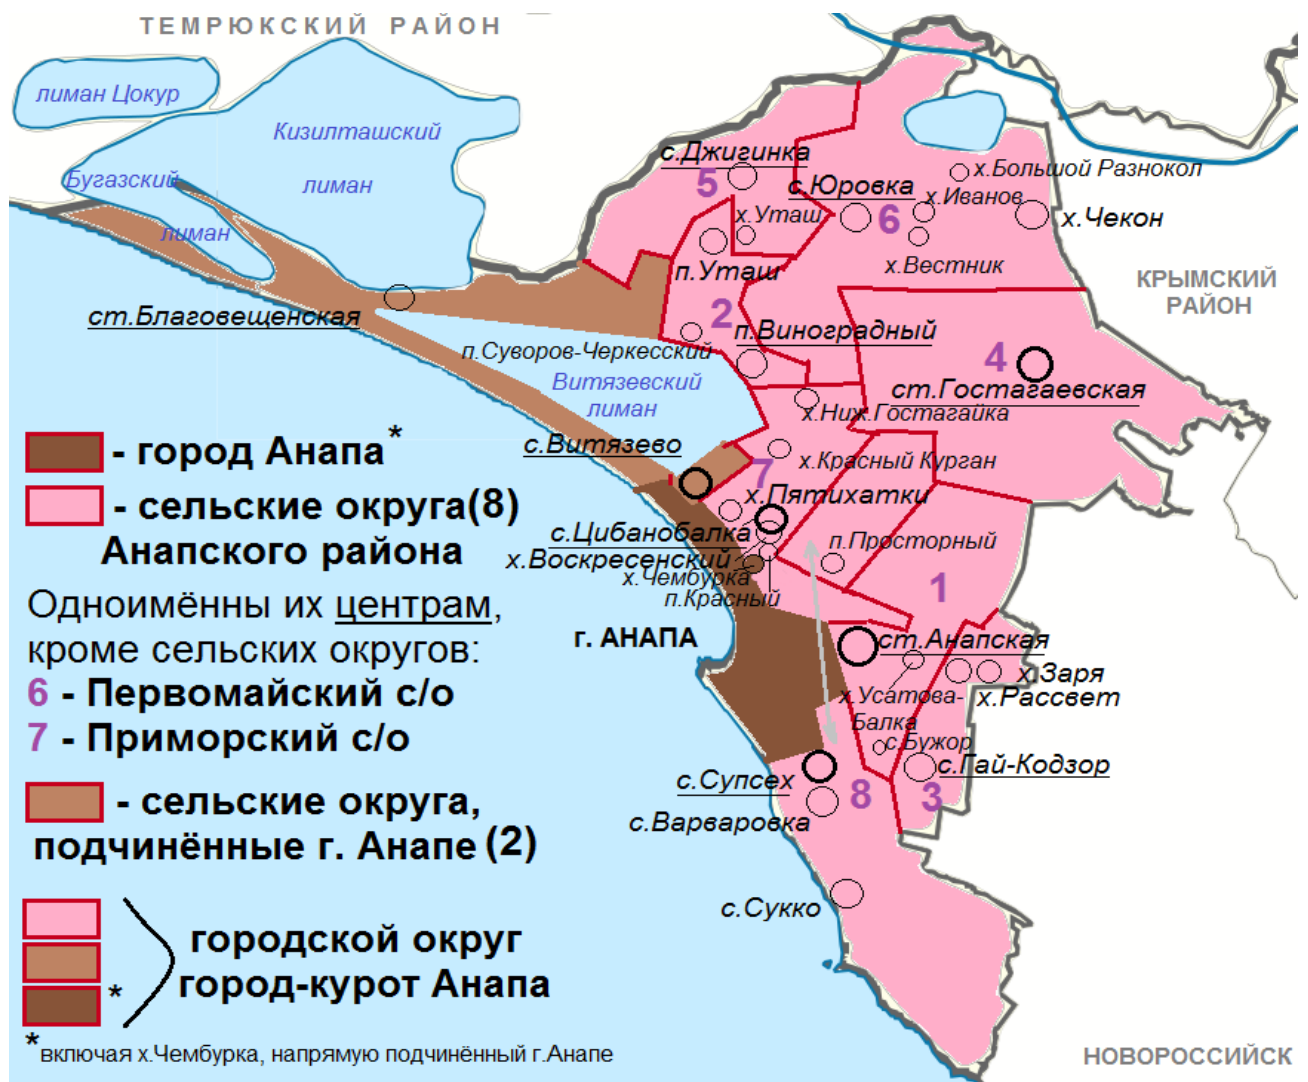 ТЕМРЮКСКИЙ РАЙОН
лиман Цокур
Кизилташский
лиман
Бугазский
лиман
с.Джигинка
5
с.Юровка
6
х.Большой Разнокол
х.Иванов
х.Чекон
х.Уташ
п.Уташ
х.Вестник
КРЫМСКИЙ
РАЙОН
ст.Благовещенская
2
п.Виноградный
п.Суворов-Черкесский
4
ст.Гостагаевская
Витязевский
лиман
х.Ниж.Гостагайка
с.Витязево
7
х.Красный Курган
х.Пятихатки
с.Цибанобалка
п.Просторный
х.Воскресенский
х.Чембурка
п.Красный
1
г. АНАПА
ст.Анапская
х.Заря
х.Рассвет
х.Усатова-
Балка
с.Бужор
с.Гай-Кодзор
с.Супсех
8
3
с.Варваровка
с.Сукко
НОВОРОССИЙСК
- город Анапа*
- сельские округа(8)
Анапского района
Одноимённы их центрам,
кроме сельских округов:
6 - Первомайский с/о
7 - Приморский с/о
- сельские округа,
подчинённые г. Анапе (2)
городской округ
город-курот Анапа
*
*включая х.Чембурка, напрямую подчинённый г.Анапе